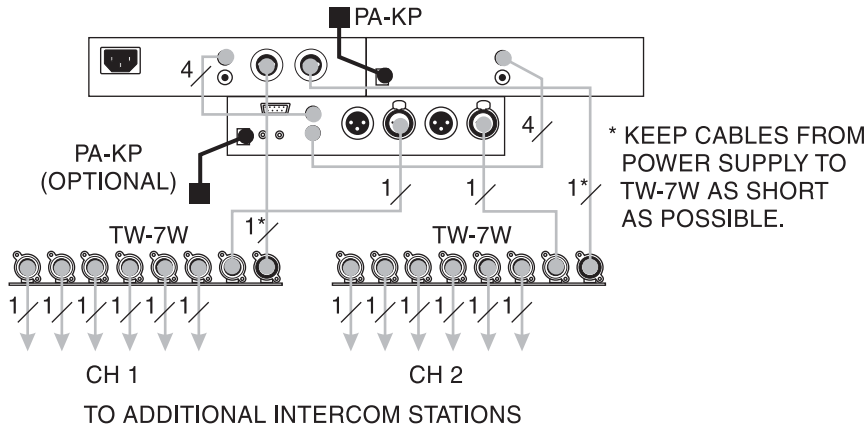 PA-KP
4
4
PA-KP
(OPTIONAL)
* KEEP CABLES FROM
POWER SUPPLY TO
TW-7W AS SHORT
AS POSSIBLE.
1
1
1*
1*
TW-7W
TW-7W
1 1 1 1 1 1
1 1 1 1 1 1
CH 1
CH 2
TO ADDITIONAL INTERCOM STATIONS